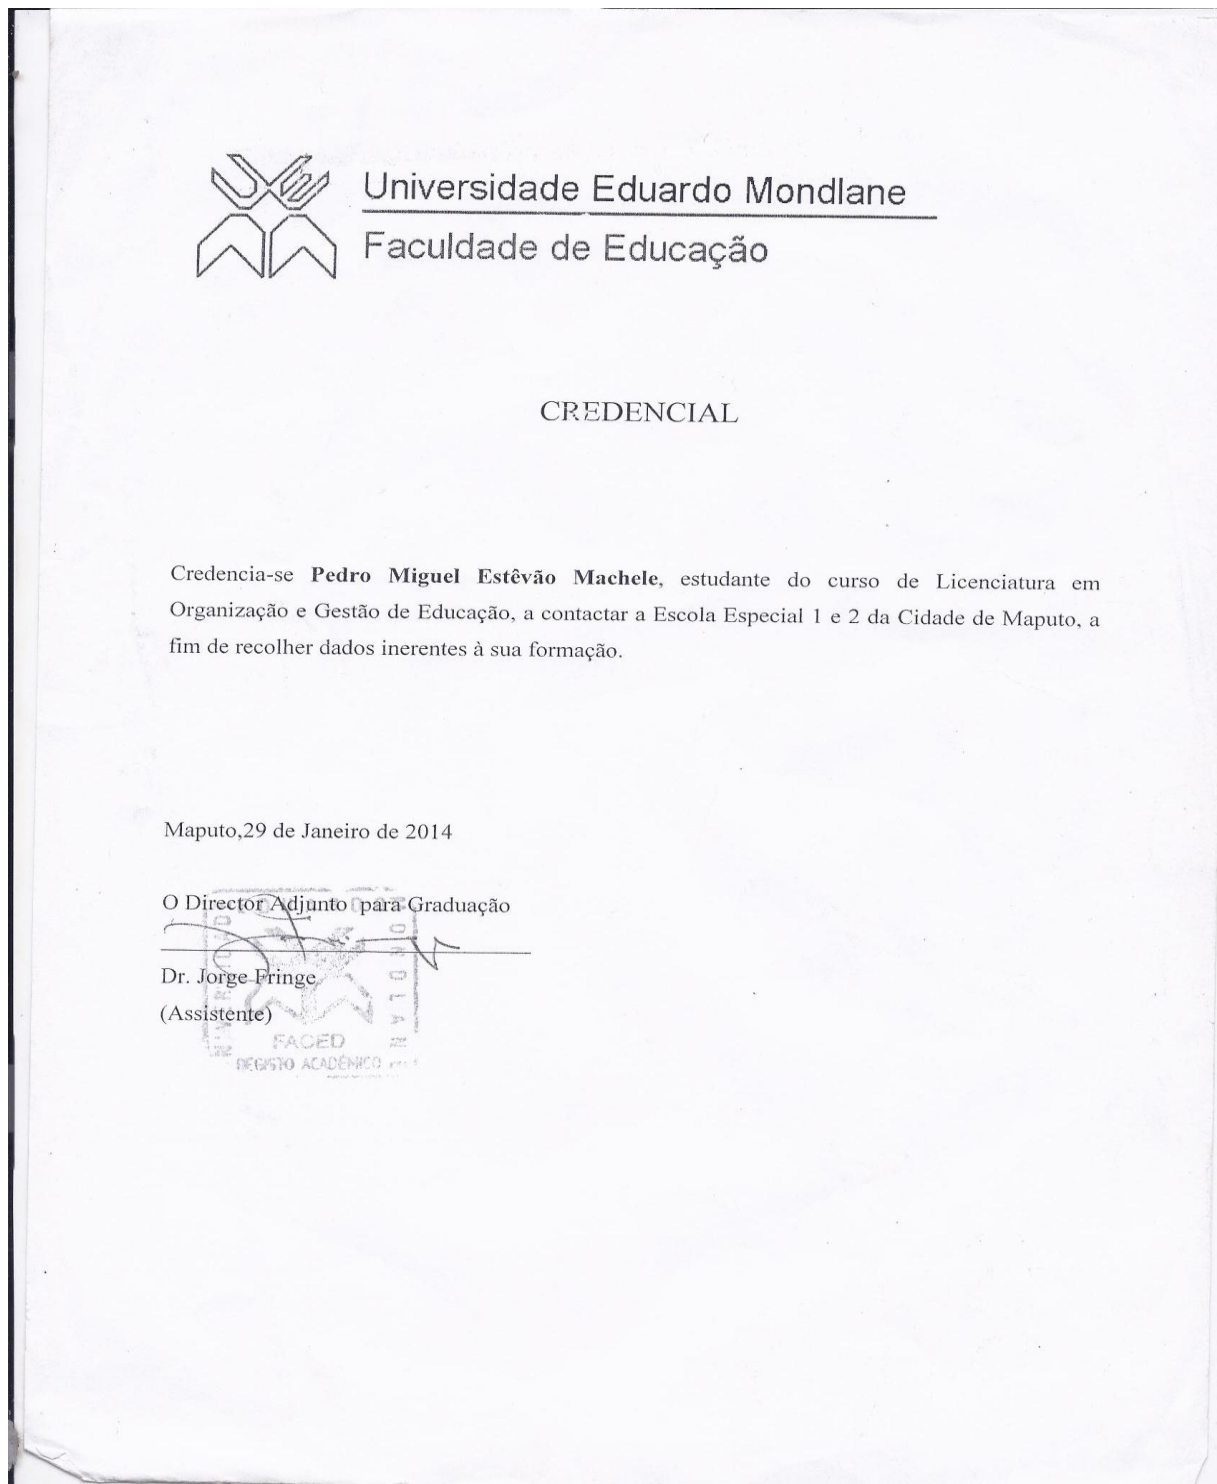 Universidade Eduardo Mondlane
Faculdade de Educação
CREDENCIAL
Credencia-se Pedro Miguel Estêvão Machele, estudante do curso de Licenciatura em
Organização e Gestão de Educação, a contactar a Escola Especial 1 e 2 da Cidade de Maputo, a
fim de recolher dados inerentes à sua formação.
Maputo,29 de Janeiro de 2014
O Director Adjunto para Graduação
Dr. Jorge Fringe
(Assistente)
FACED
REGISTO ACADÉMICO